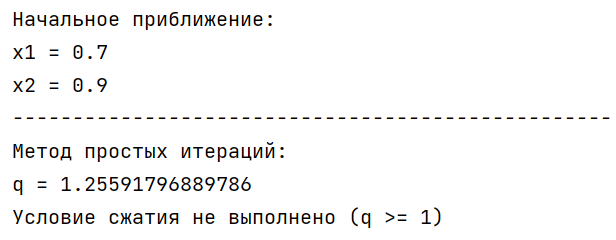 Начальное приближение:
x1 = 0.7
x2 = 0.9
--------------------------------------------------
Метод простых итераций:
q = 1.25591796889786
Условие сжатия не выполнено (q >= 1)